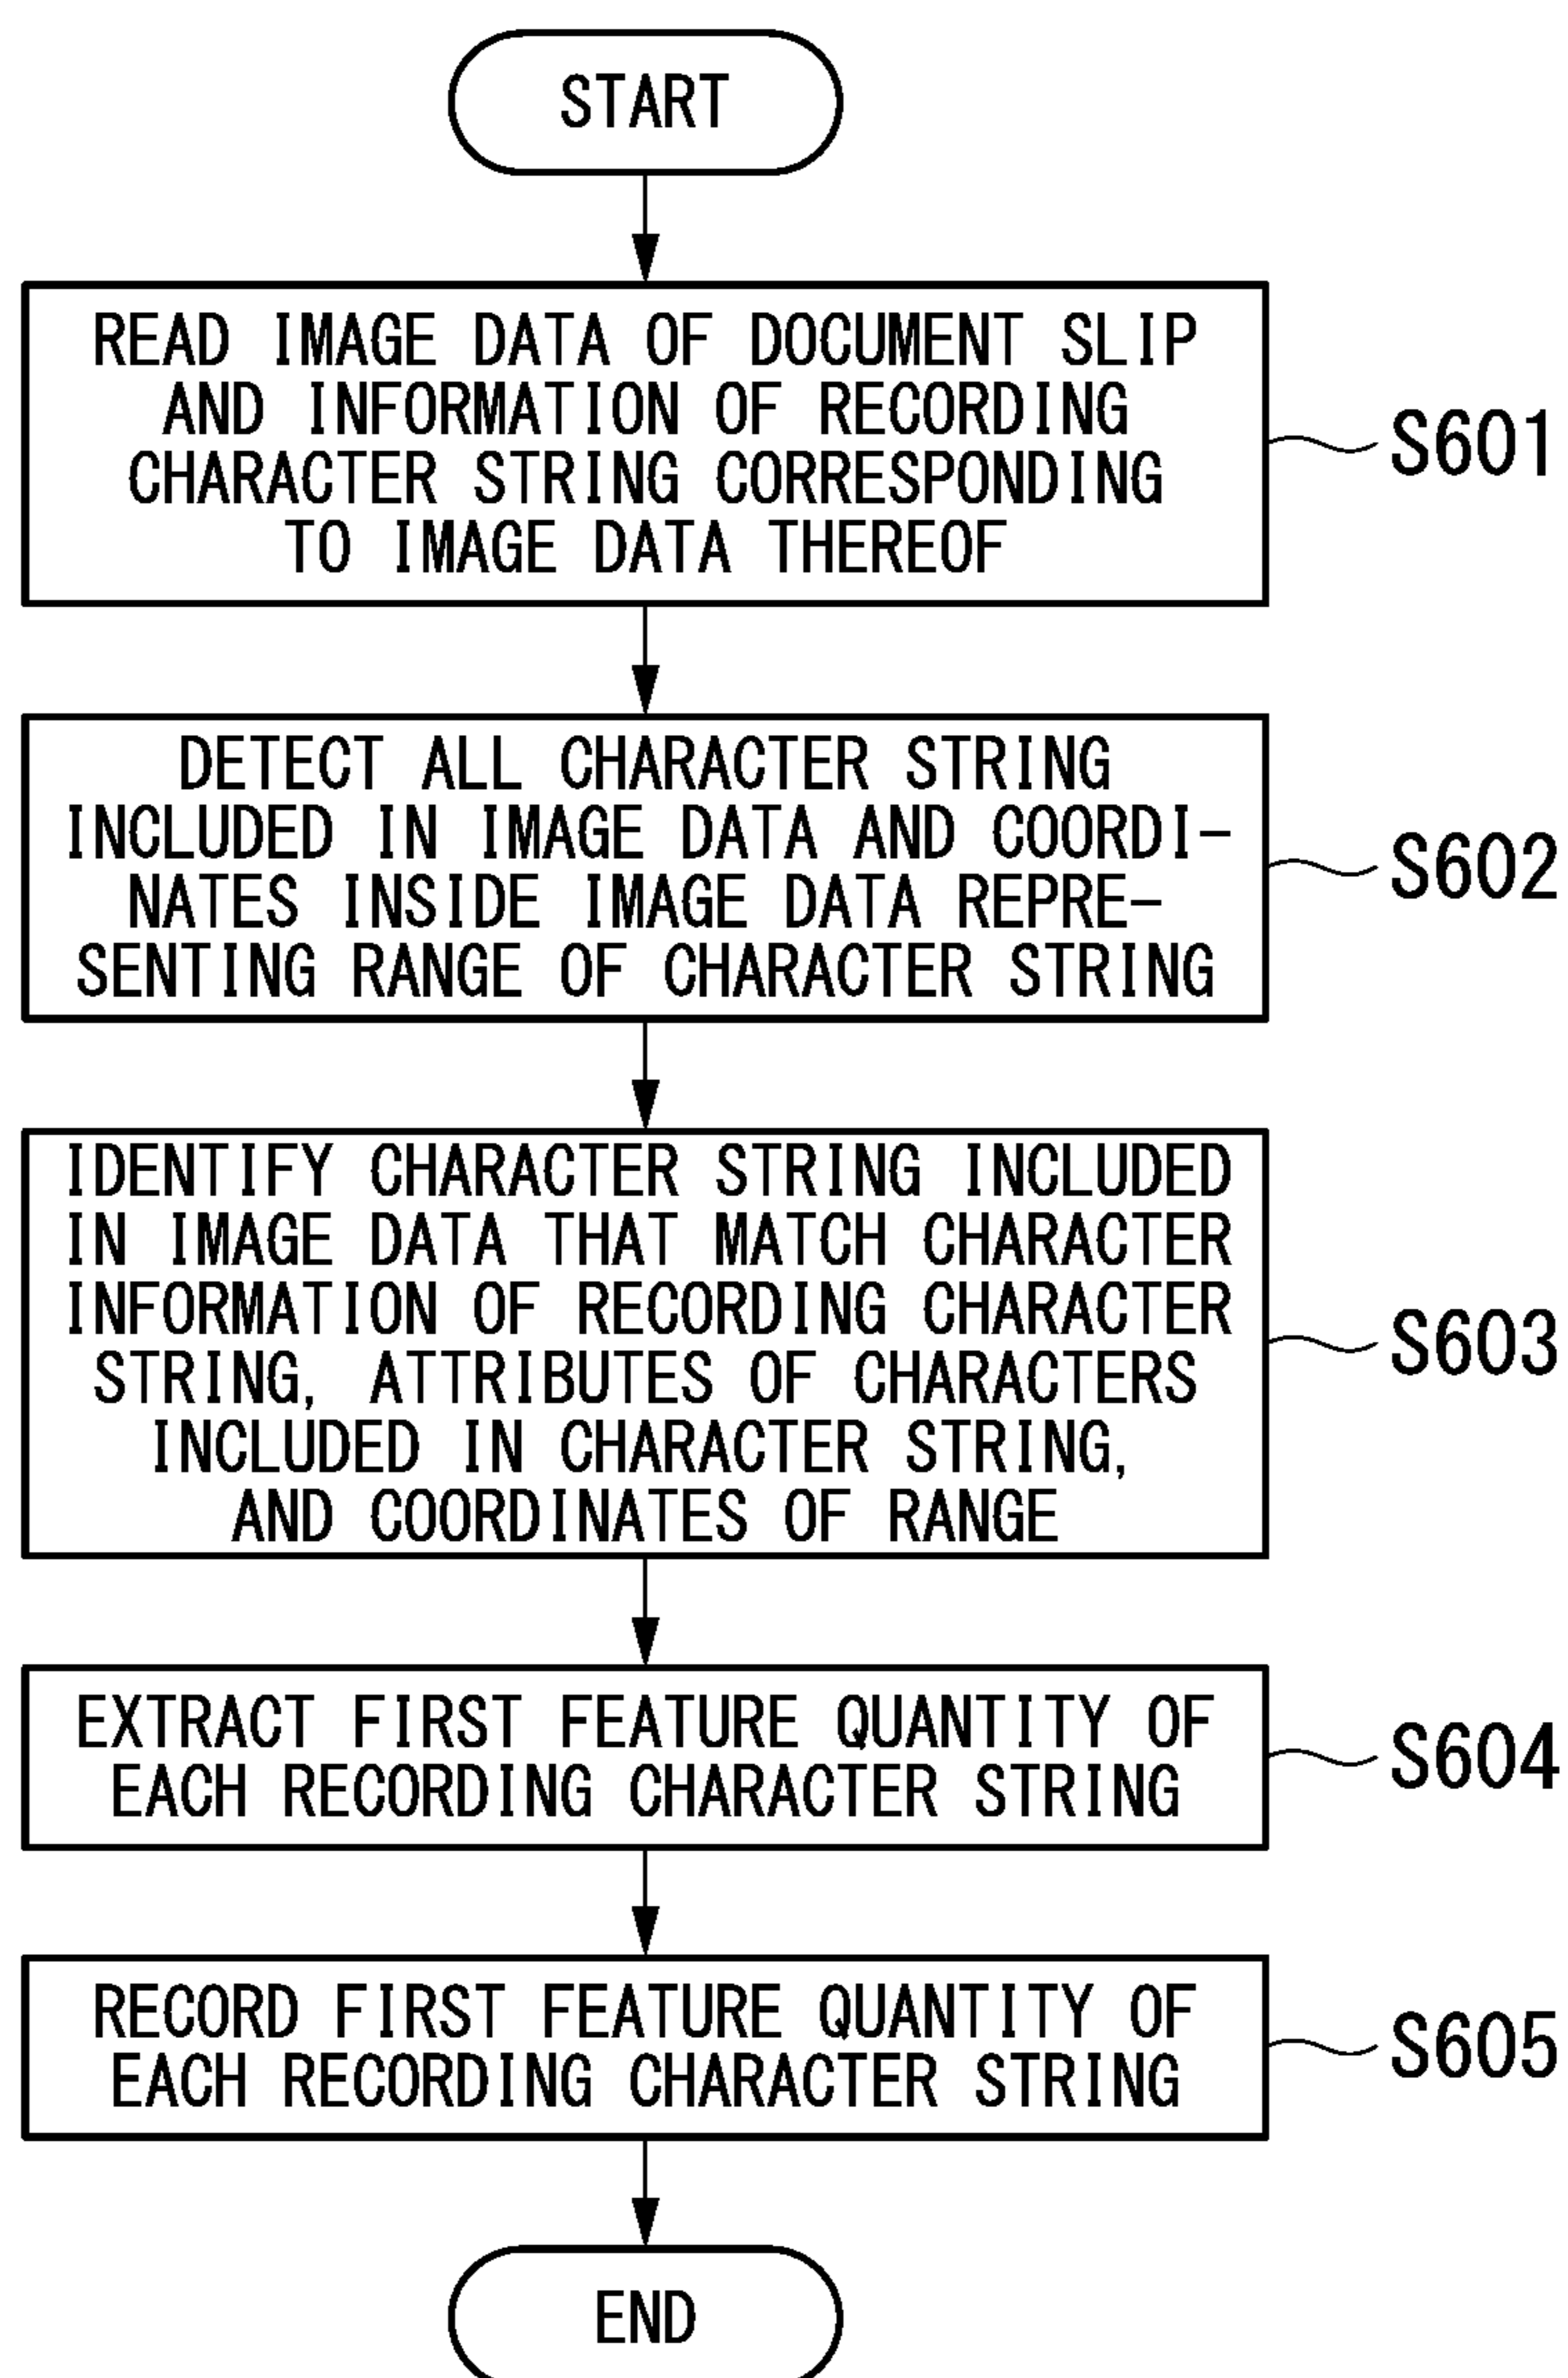 START
READ IMAGE DATA OF DOCUMENT SLIP
AND INFORMATION OF RECORDING
CHARACTER STRING CORRESPONDING
TO IMAGE DATA THEREOF
S601
DETECT ALL CHARACTER STRING
INCLUDED IN IMAGE DATA AND COORDI-
NATES INSIDE IMAGE DATA REPRE-
SENTING RANGE OF CHARACTER STRING
S602
IDENTIFY CHARACTER STRING INCLUDED
IN IMAGE DATA THAT MATCH CHARACTER
INFORMATION OF RECORDING CHARACTER
STRING, ATTRIBUTES OF CHARACTERS
INCLUDED IN CHARACTER STRING,
AND COORDINATES OF RANGE
S603
EXTRACT FIRST FEATURE QUANTITY OF
EACH RECORDING CHARACTER STRING
S604
RECORD FIRST FEATURE QUANTITY OF
EACH RECORDING CHARACTER STRING
S605
END